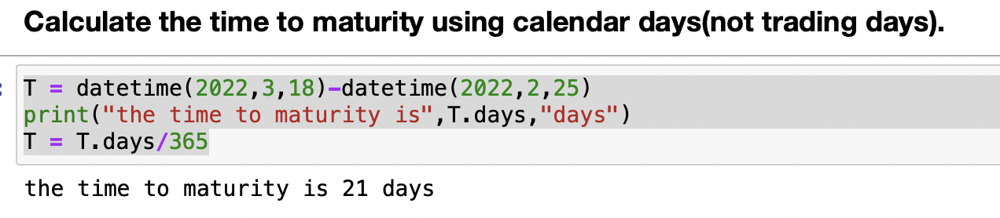 Calculate the time to maturity using calendar days(not trading days).
: T = datetime(2022,3,18)-datetime(2022,2,25)
print("the time to maturity is",T.days,"days")
T = T.days/365
the time to maturity is 21 days